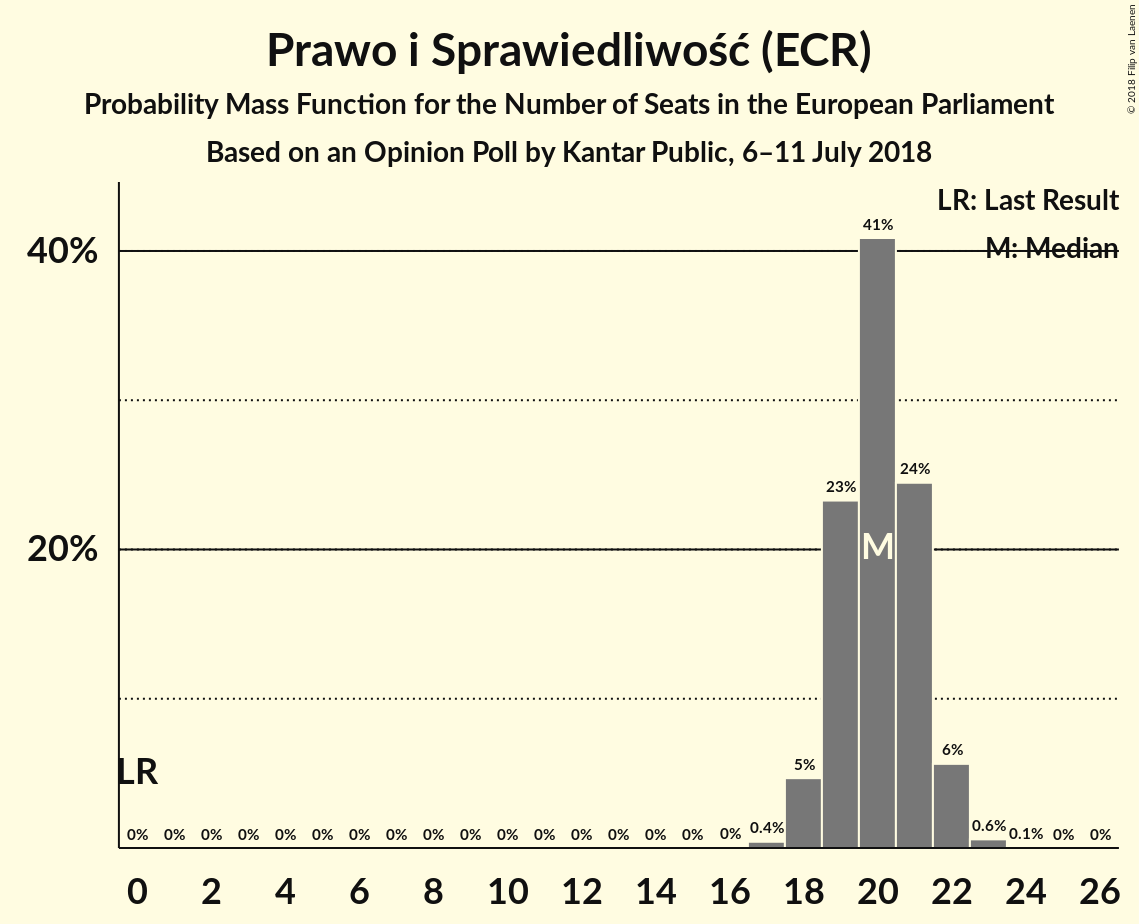 Prawo i Sprawiedliwość (ECR)
Probability Mass Function for the Number of Seats in the European Parliament
Based on an Opinion Poll by Kantar Public, 6–11 July 2018
© 2018 Filip van Laenen
LR: Last Result
M: Median
40%
20%
41%
24%
23%
M
6%
5%
LR
0% 0% 0% 0% 0% 0% 0% 0% 0% 0% 0% 0% 0% 0% 0% 0% 0% 0.4% 0.6% 0.1% 0% 0%
0 2 4 6 8 10 12 14 16 18 20 22 24 26